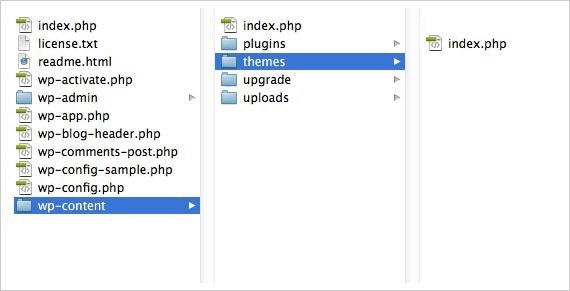 index.php
license.txt
readme.html
wp-activate.php
wp-admin
wp-app.php
wp-blog-header.php
wp-comments-post.php
wp-config-sample.php
wp-config.php
wp-content
index.php
plugins
themes
upgrade
uploads
index.php